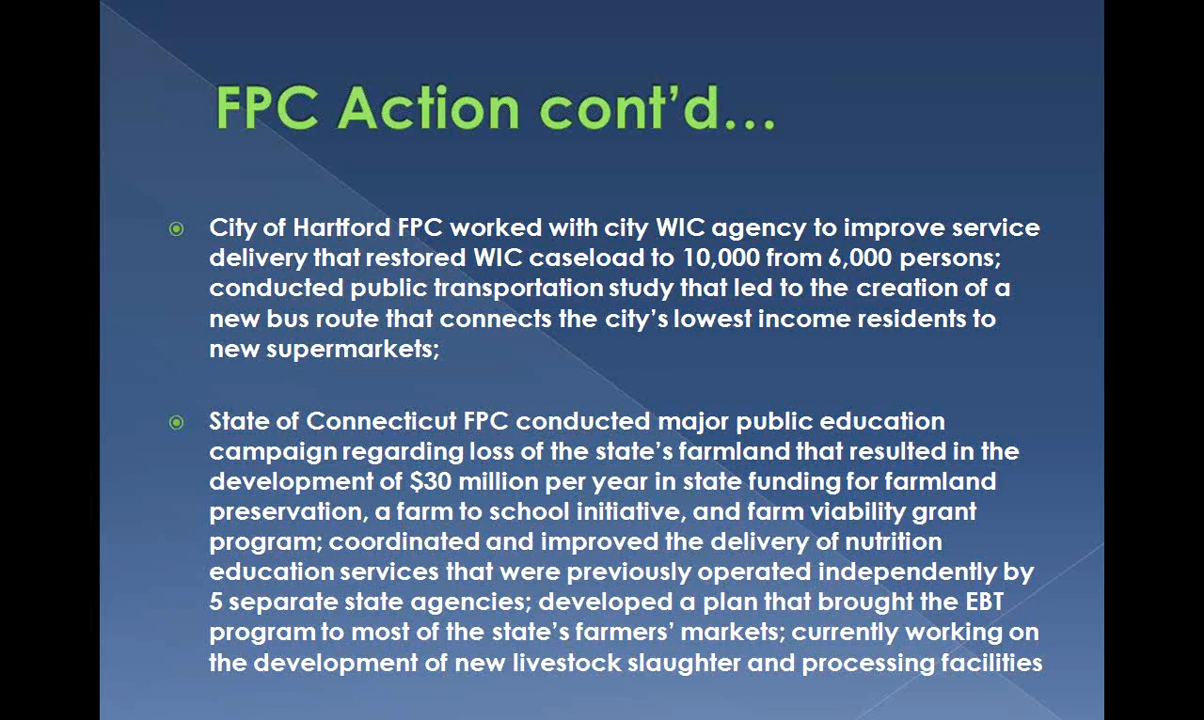 FPC Action cont’d…
City of Hartford FPC worked with city WIC agency to improve service
delivery that restored WIC caseload to 10,000 from 6,000 persons;
conducted public transportation study that led to the creation of a
new bus route that connects the city’s lowest income residents to
new supermarkets;
State of Connecticut FPC conducted major public education
campaign regarding loss of the state’s farmland that resulted in the
development of $30 million per year in state funding for farmland
preservation, a farm to school initiative, and farm viability grant
program; coordinated and improved the delivery of nutrition
education services that were previously operated independently by
5 separate state agencies; developed a plan that brought the EBT
program to most of the state’s farmers’ markets; currently working on
the development of new livestock slaughter and processing facilities